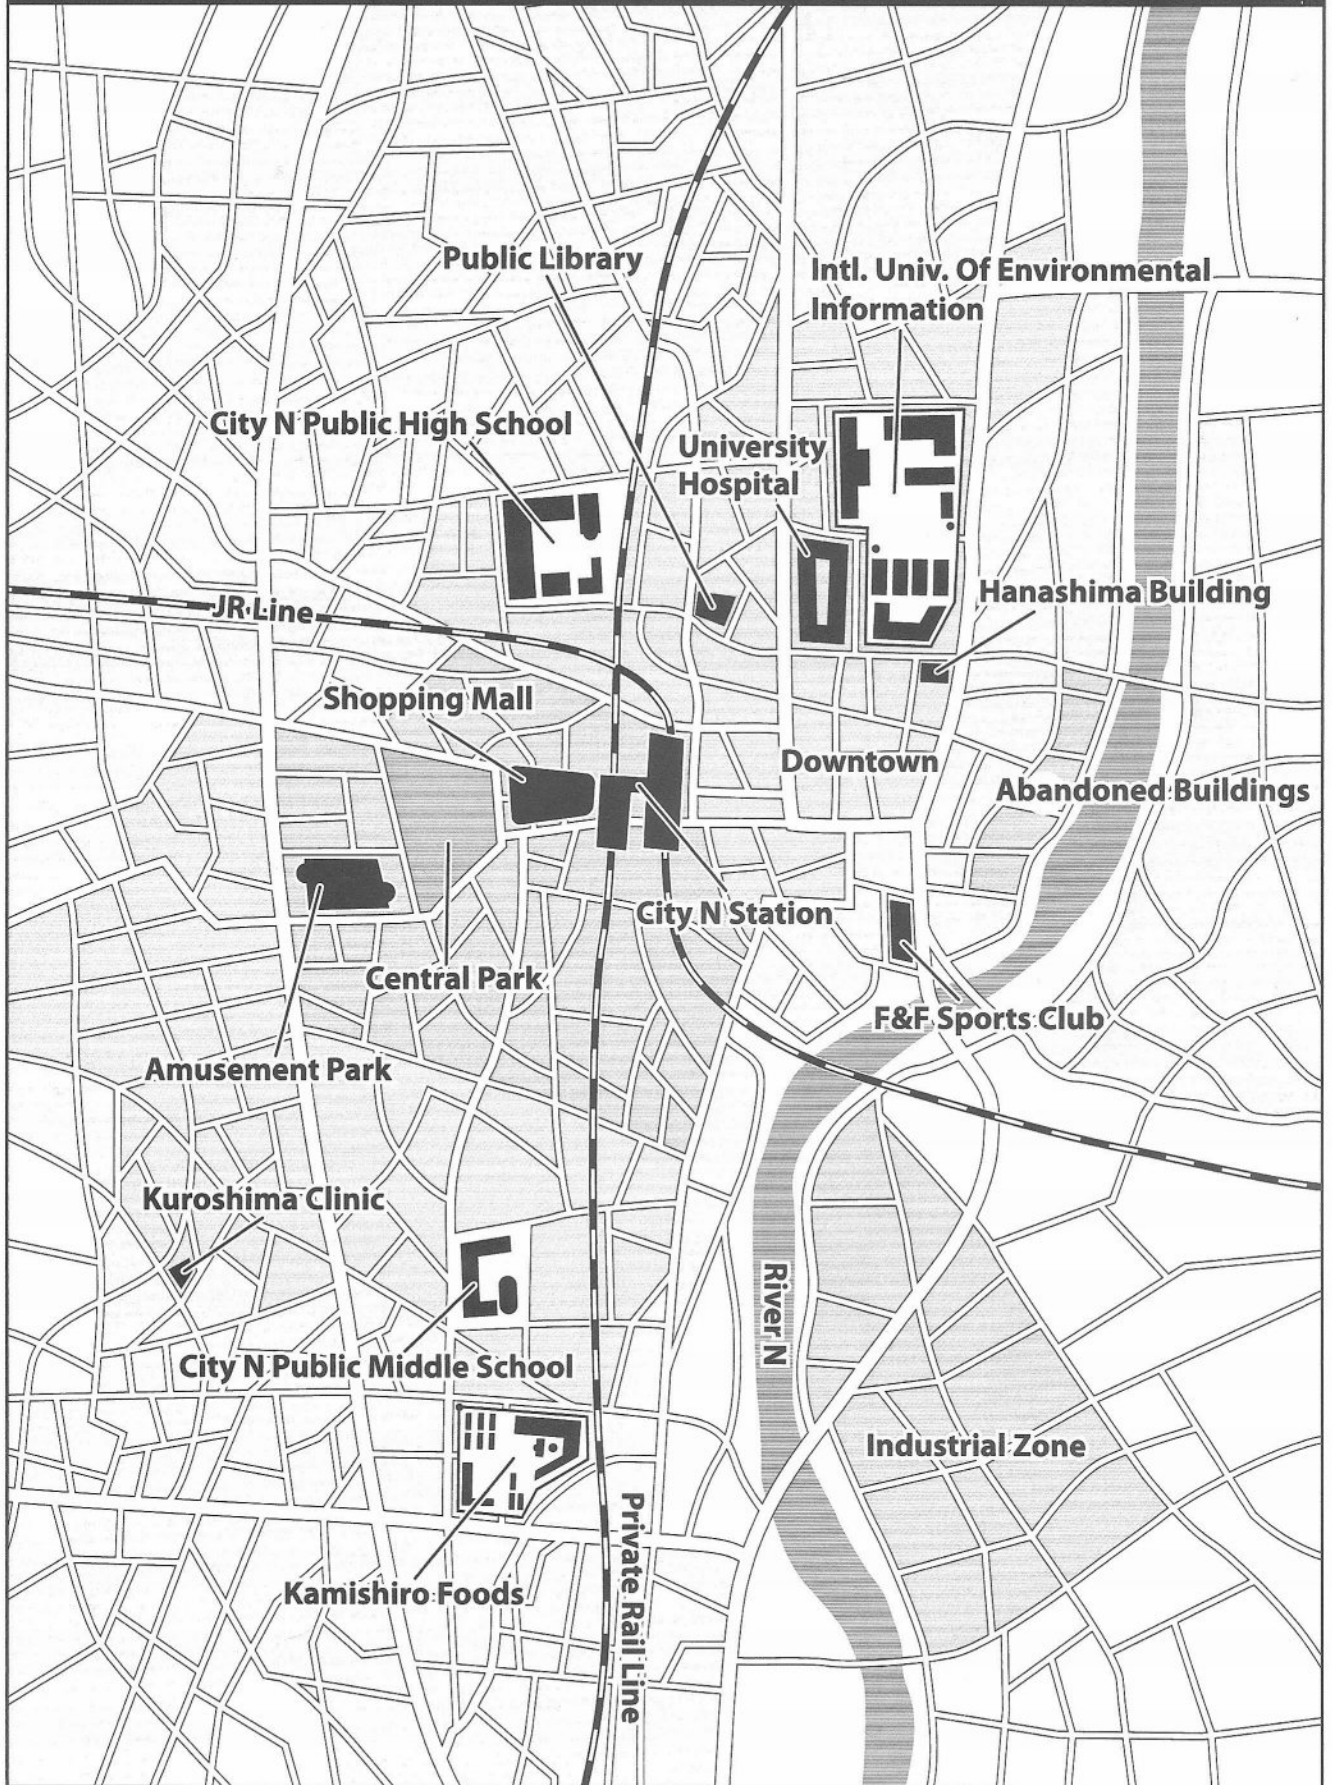 Public Library
Intl. Univ. Of Environmental
Information
City N Public High School
University
Hospital
Hanashima Building
JR Line
Shopping Mall
Downtown
Abandoned Buildings
City N Station
Central Park
F&F Sports Club
Amusement Park
Kuroshima Clinic
River N
City N Public Middle School
Industrial Zone
Private Rail Line
Kamishiro Foods